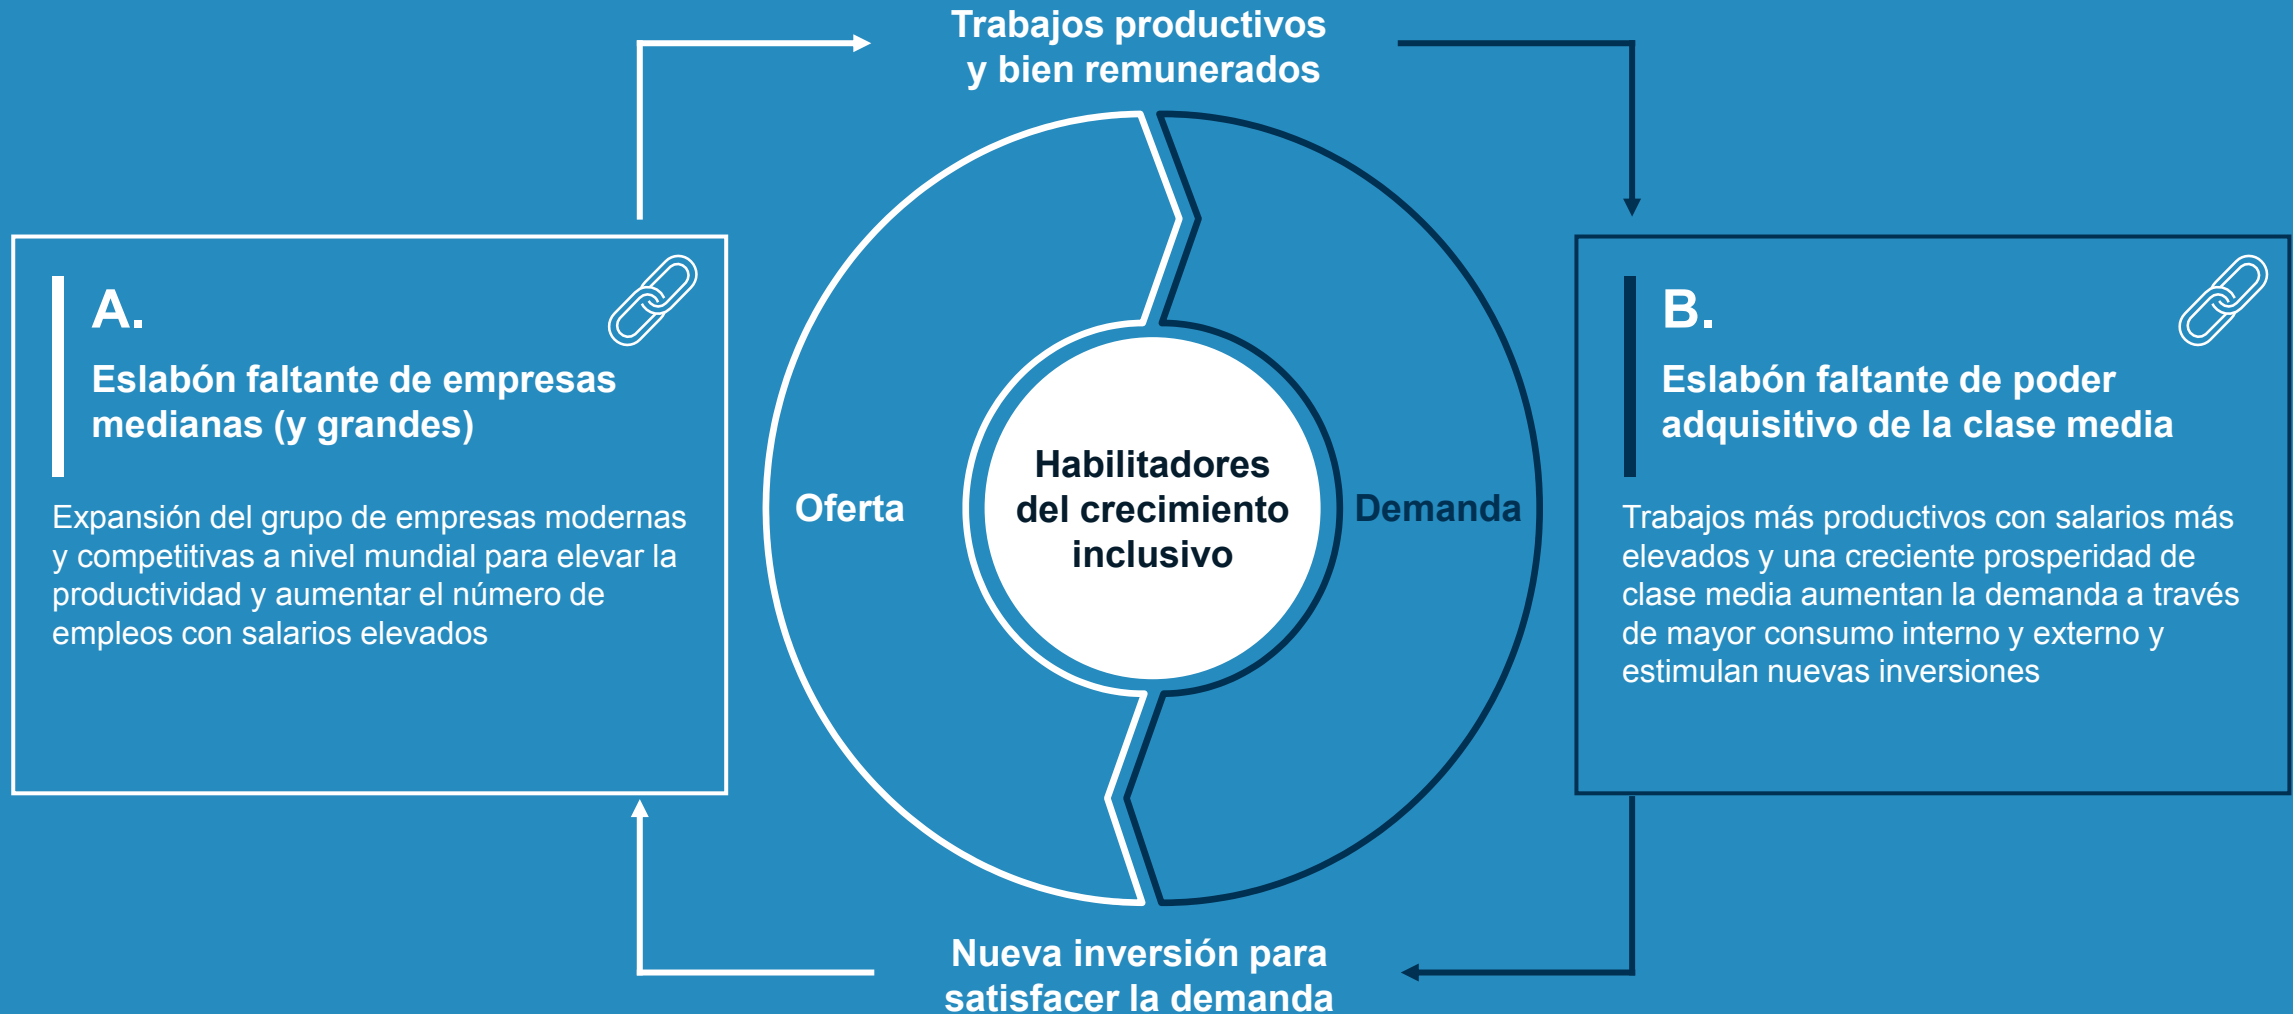 Trabajos productivos
y bien remunerados
A.
Eslabón faltante de empresas
medianas (y grandes)
Expansión del grupo de empresas modernas
y competitivas a nivel mundial para elevar la
productividad y aumentar el número de
empleos con salarios elevados
Oferta
Habilitadores
del crecimiento
inclusivo
Demanda
B.
Eslabón faltante de poder
adquisitivo de la clase media
Trabajos más productivos con salarios más
elevados y una creciente prosperidad de
clase media aumentan la demanda a través
de mayor consumo interno y externo y
estimulan nuevas inversiones
Nueva inversión para
satisfacer la demanda